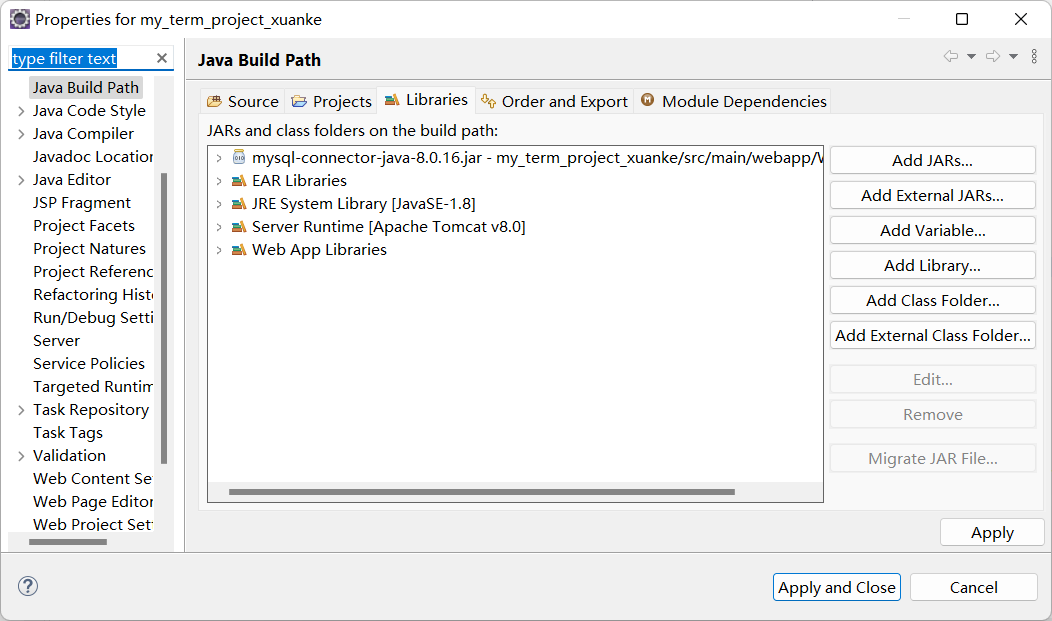 Properties for my_term_project_xuanke
type filter text
Java Build Path
Java Code Style
Java Compiler
Javadoc Location
Java Editor
JSP Fragment
Project Facets
Project Natures
Project Referenc
Refactoring Histo
Run/Debug Setti
Server
Service Policies
Targeted Runtim
Task Repository
Task Tags
Validation
Web Content Se
Web Page Editor
Web Project Sett
Java Build Path
Source
Projects
Libraries
Order and Export
Module Dependencies
JARs and class folders on the build path:
mysql-connector-java-8.0.16.jar - my_term_project_xuanke/src/main/webapp/W
EAR Libraries
JRE System Library [JavaSE-1.8]
Server Runtime [Apache Tomcat v8.0]
Web App Libraries
Add JARs...
Add External JARs...
Add Variable...
Add Library...
Add Class Folder...
Add External Class Folder...
Edit...
Remove
Migrate JAR File...
Apply
Apply and Close
Cancel